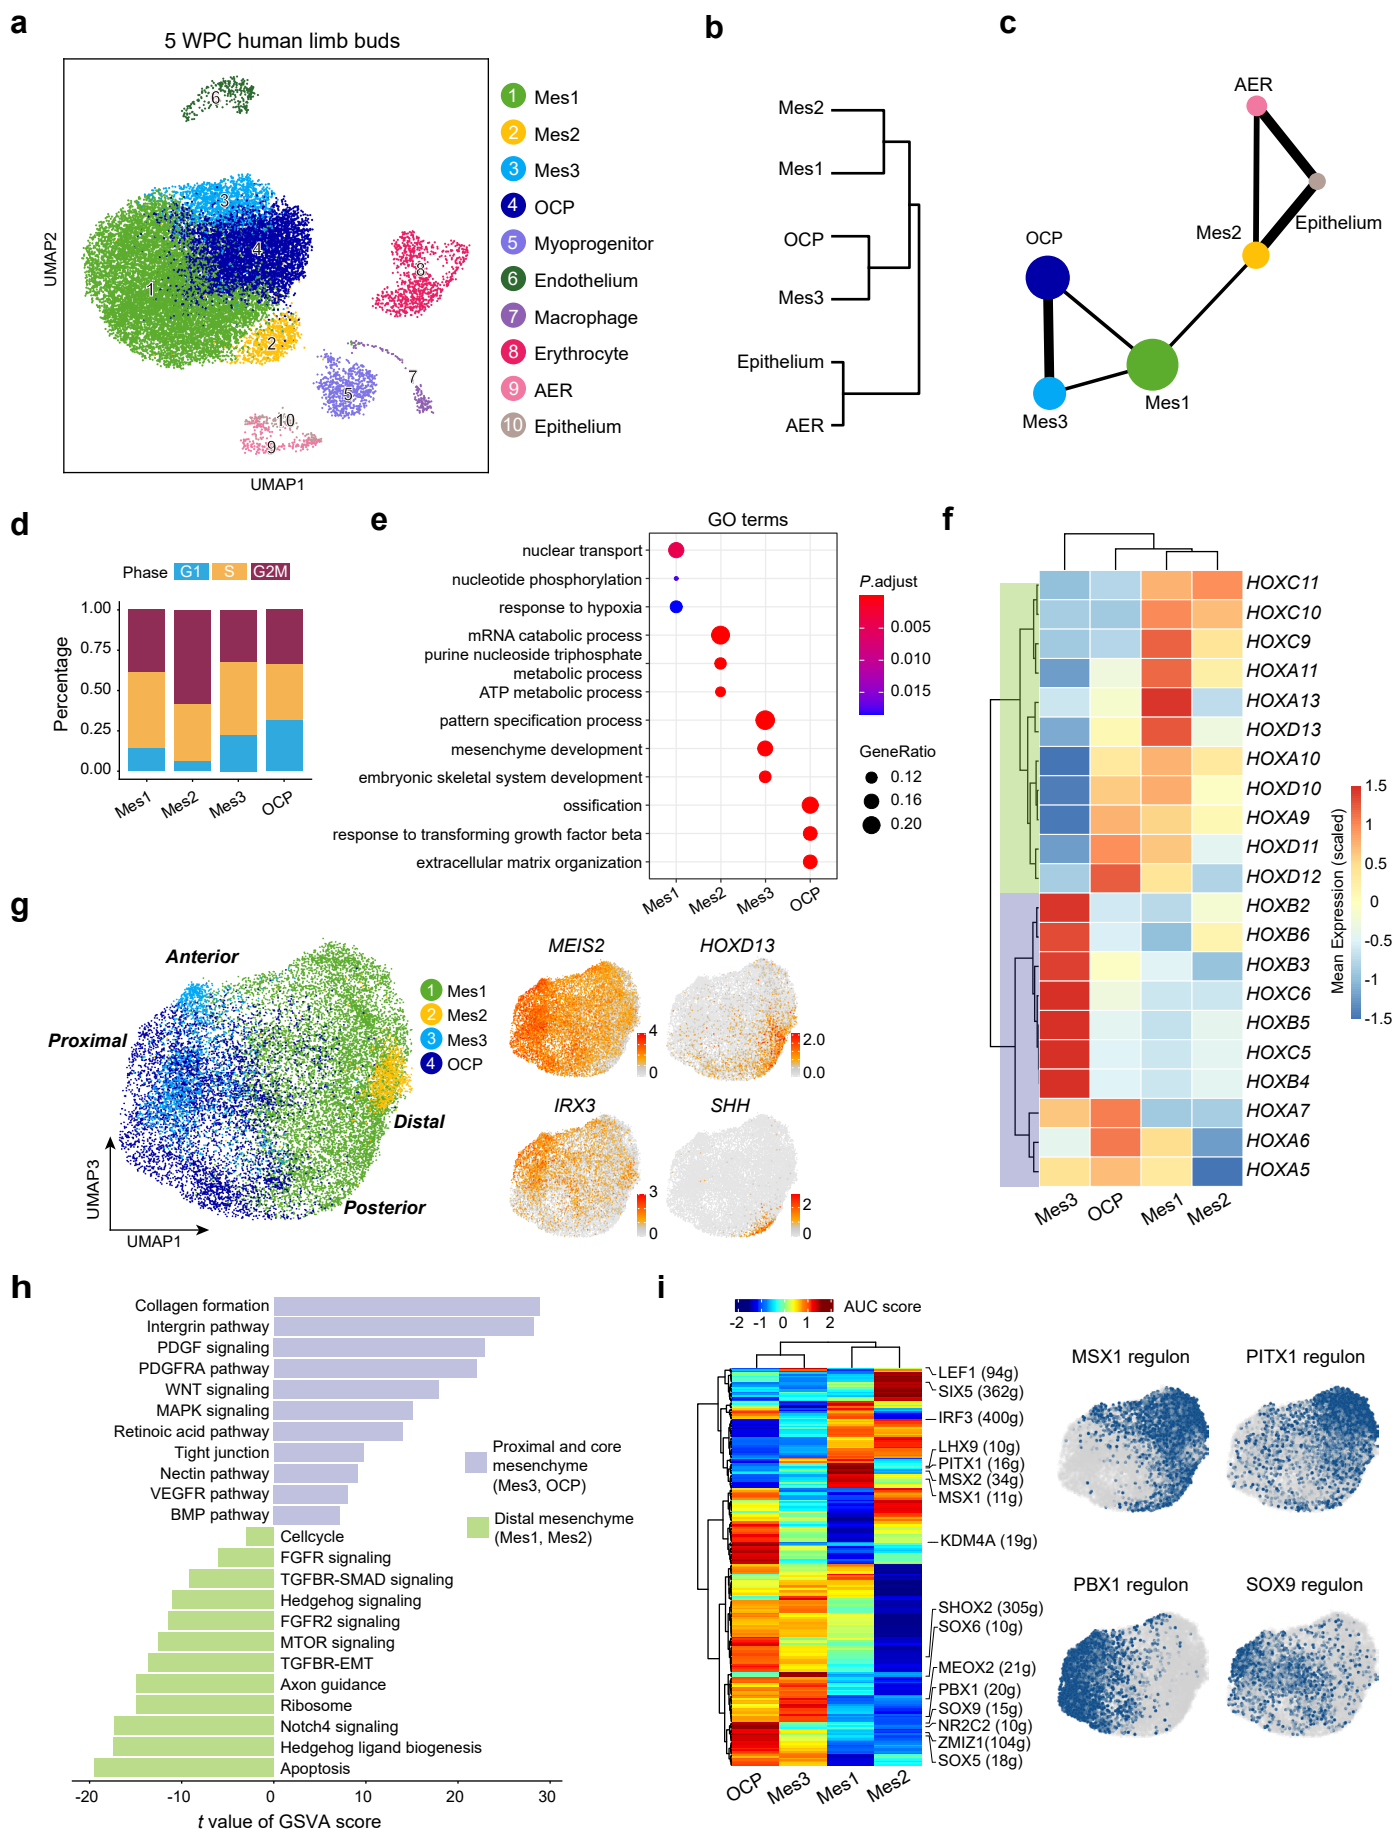 a
5 WPC human limb buds
6
3
4
1
2
8
7
5
10
9
UMAP2
UMAP1
1 Mes1
2 Mes2
3 Mes3
4 OCP
5 Myoprogenitor
6 Endothelium
7 Macrophage
8 Erythrocyte
9 AER
10 Epithelium
b
Mes2
Mes1
OCP
Mes3
Epithelium
AER
c
AER
Epithelium
Mes2
OCP
Mes3
Mes1
d
Phase G1 S G2M
Percentage
1.00
0.75
0.50
0.25
0.00
Mes1 Mes2 Mes3 OCP
e
GO terms
nuclear transport
nucleotide phosphorylation
response to hypoxia
mRNA catabolic process
purine nucleoside triphosphate
metabolic process
ATP metabolic process
pattern specification process
mesenchyme development
embryonic skeletal system development
ossification
response to transforming growth factor beta
extracellular matrix organization
Mes1 Mes2 Mes3 OCP
P.adjust
0.005
0.010
0.015
GeneRatio
0.12
0.16
0.20
f
HOXC11
HOXC10
HOXC9
HOXA11
HOXA13
HOXD13
HOXA10
HOXD10
HOXA9
HOXD11
HOXD12
HOXB2
HOXB6
HOXB3
HOXC6
HOXB5
HOXC5
HOXB4
HOXA7
HOXA6
HOXA5
Mes3 OCP Mes1 Mes2
Mean Expression (scaled)
1.5
1
0.5
0
-0.5
-1
-1.5
g
Anterior
Proximal
Distal
Posterior
UMAP3
UMAP1
1 Mes1
2 Mes2
3 Mes3
4 OCP
MEIS2
4
0
HOXD13
2.0
0.0
IRX3
3
0
SHH
2
0
h
Collagen formation
Intergrin pathway
PDGF signaling
PDGFRA pathway
WNT signaling
MAPK signaling
Retinoic acid pathway
Tight junction
Nectin pathway
VEGFR pathway
BMP pathway
Cellcycle
FGFR signaling
TGFBR-SMAD signaling
Hedgehog signaling
FGFR2 signaling
MTOR signaling
TGFBR-EMT
Axon guidance
Ribosome
Notch4 signaling
Hedgehog ligand biogenesis
Apoptosis
-20 -10 0 10 20 30
t value of GSVA score
Proximal and core
mesenchyme
(Mes3, OCP)
Distal mesenchyme
(Mes1, Mes2)
i
AUC score
-2 -1 0 1 2
LEF1 (94g)
SIX5 (362g)
IRF3 (400g)
LHX9 (10g)
PITX1 (16g)
MSX2 (34g)
MSX1 (11g)
KDM4A (19g)
SHOX2 (305g)
SOX6 (10g)
MEOX2 (21g)
PBX1 (20g)
SOX9 (15g)
NR2C2 (10g)
ZMIZ1(104g)
SOX5 (18g)
OCP Mes3 Mes1 Mes2
MSX1 regulon
PITX1 regulon
PBX1 regulon
SOX9 regulon